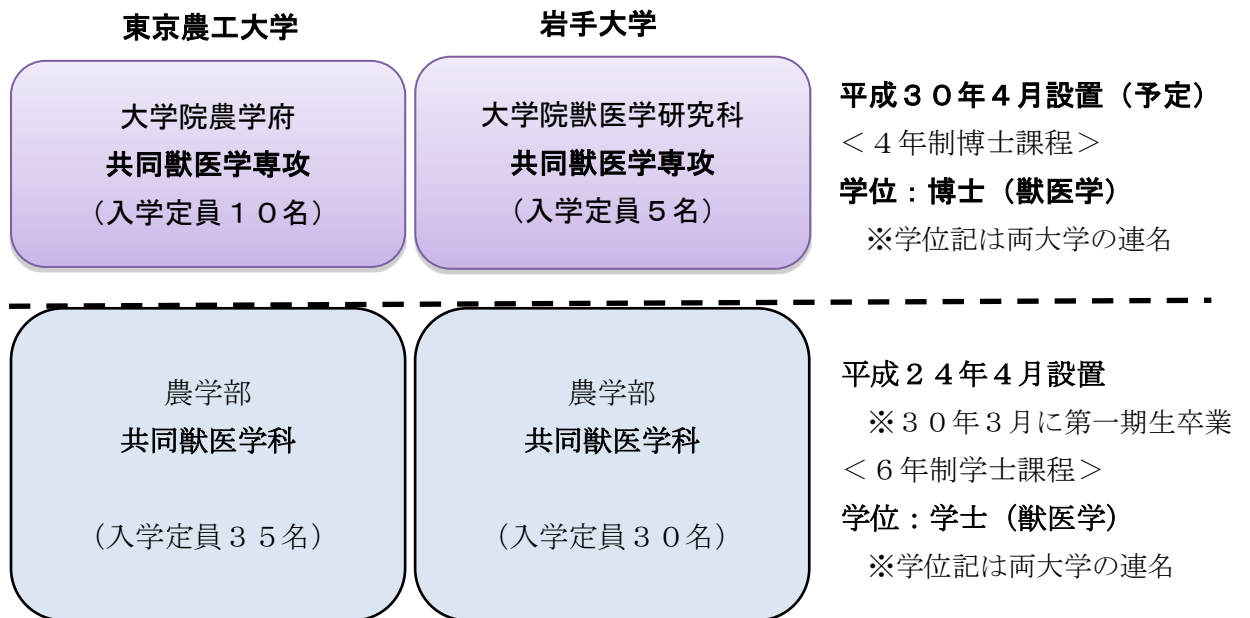 東京農工大学
岩手大学
大学院農学府
共同獣医学専攻
（入学定員１０名）
大学院獣医学研究科
共同獣医学専攻
（入学定員５名）
平成３０年４月設置（予定）
＜４年制博士課程＞
学位：博士（獣医学）
※学位記は両大学の連名
農学部
共同獣医学科
（入学定員３５名）
農学部
共同獣医学科
（入学定員３０名）
平成２４年４月設置
※３０年３月に第一期生卒業
＜６年制学士課程＞
学位：学士（獣医学）
※学位記は両大学の連名